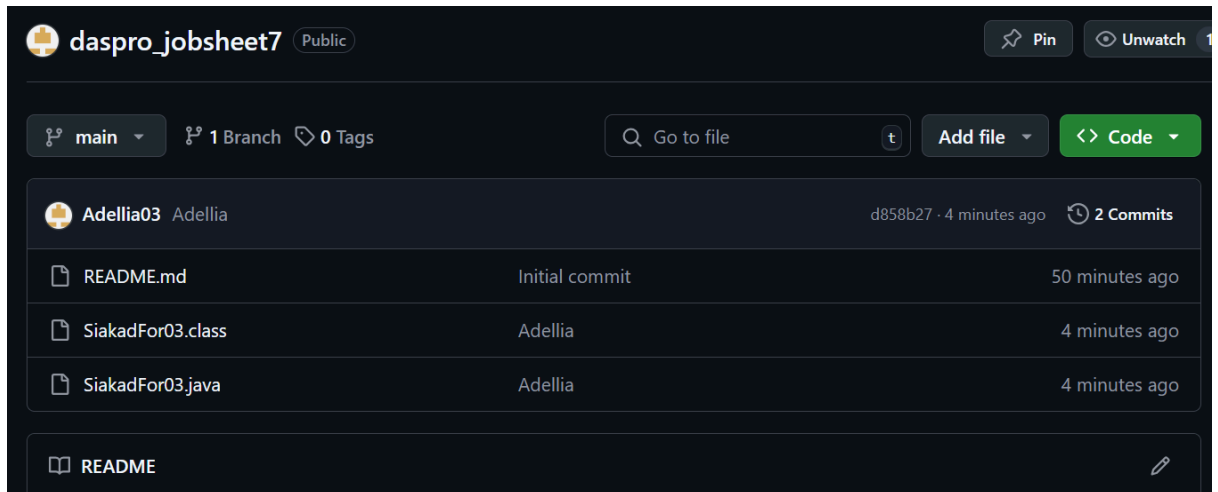 daspro_jobsheet7 Public Pin Unwatch 1
main 1 Branch 0 Tags Go to file t Add file <> Code
Adellia03 Adellia d858b27 · 4 minutes ago 2 Commits
README.md Initial commit 50 minutes ago
SiakadFor03.class Adellia 4 minutes ago
SiakadFor03.java Adellia 4 minutes ago
README